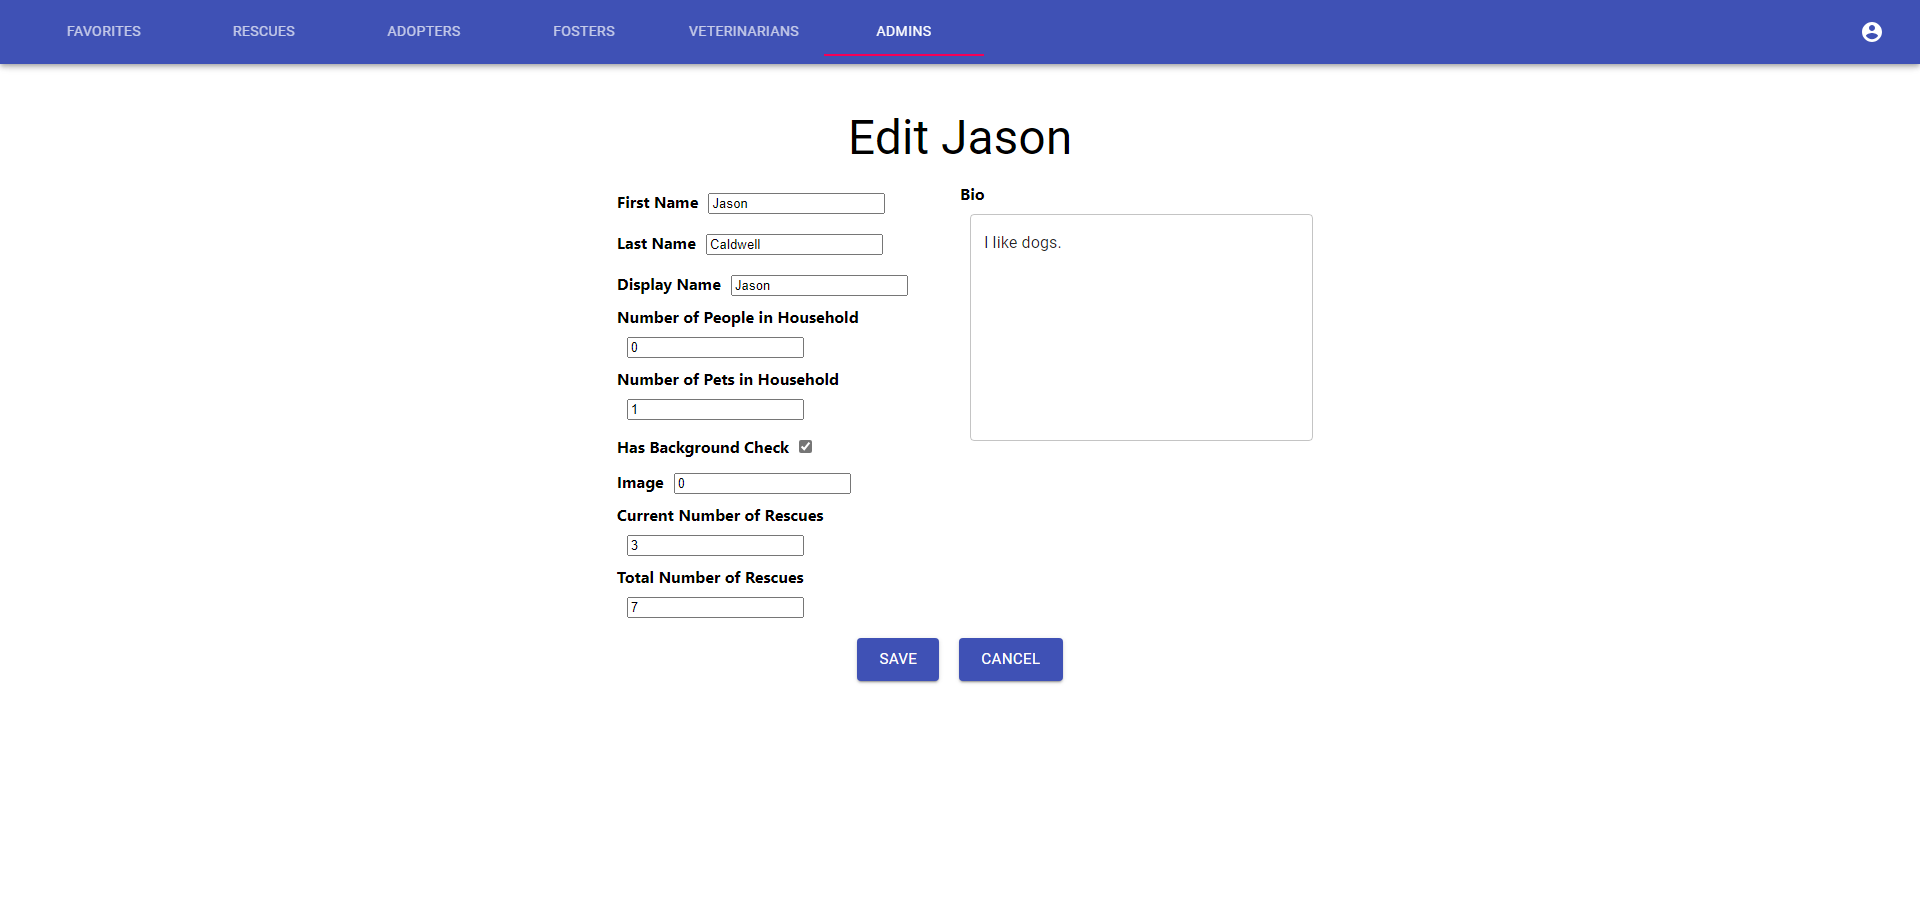 FAVORITES RESCUES ADOPTERS FOSTERS VETERINARIANS ADMINS
Edit Jason
First Name Jason
Last Name Caldwell
Display Name Jason
Number of People in Household
0
Number of Pets in Household
1
Has Background Check
Image 0
Current Number of Rescues
3
Total Number of Rescues
7
Bio
I like dogs.
SAVE CANCEL